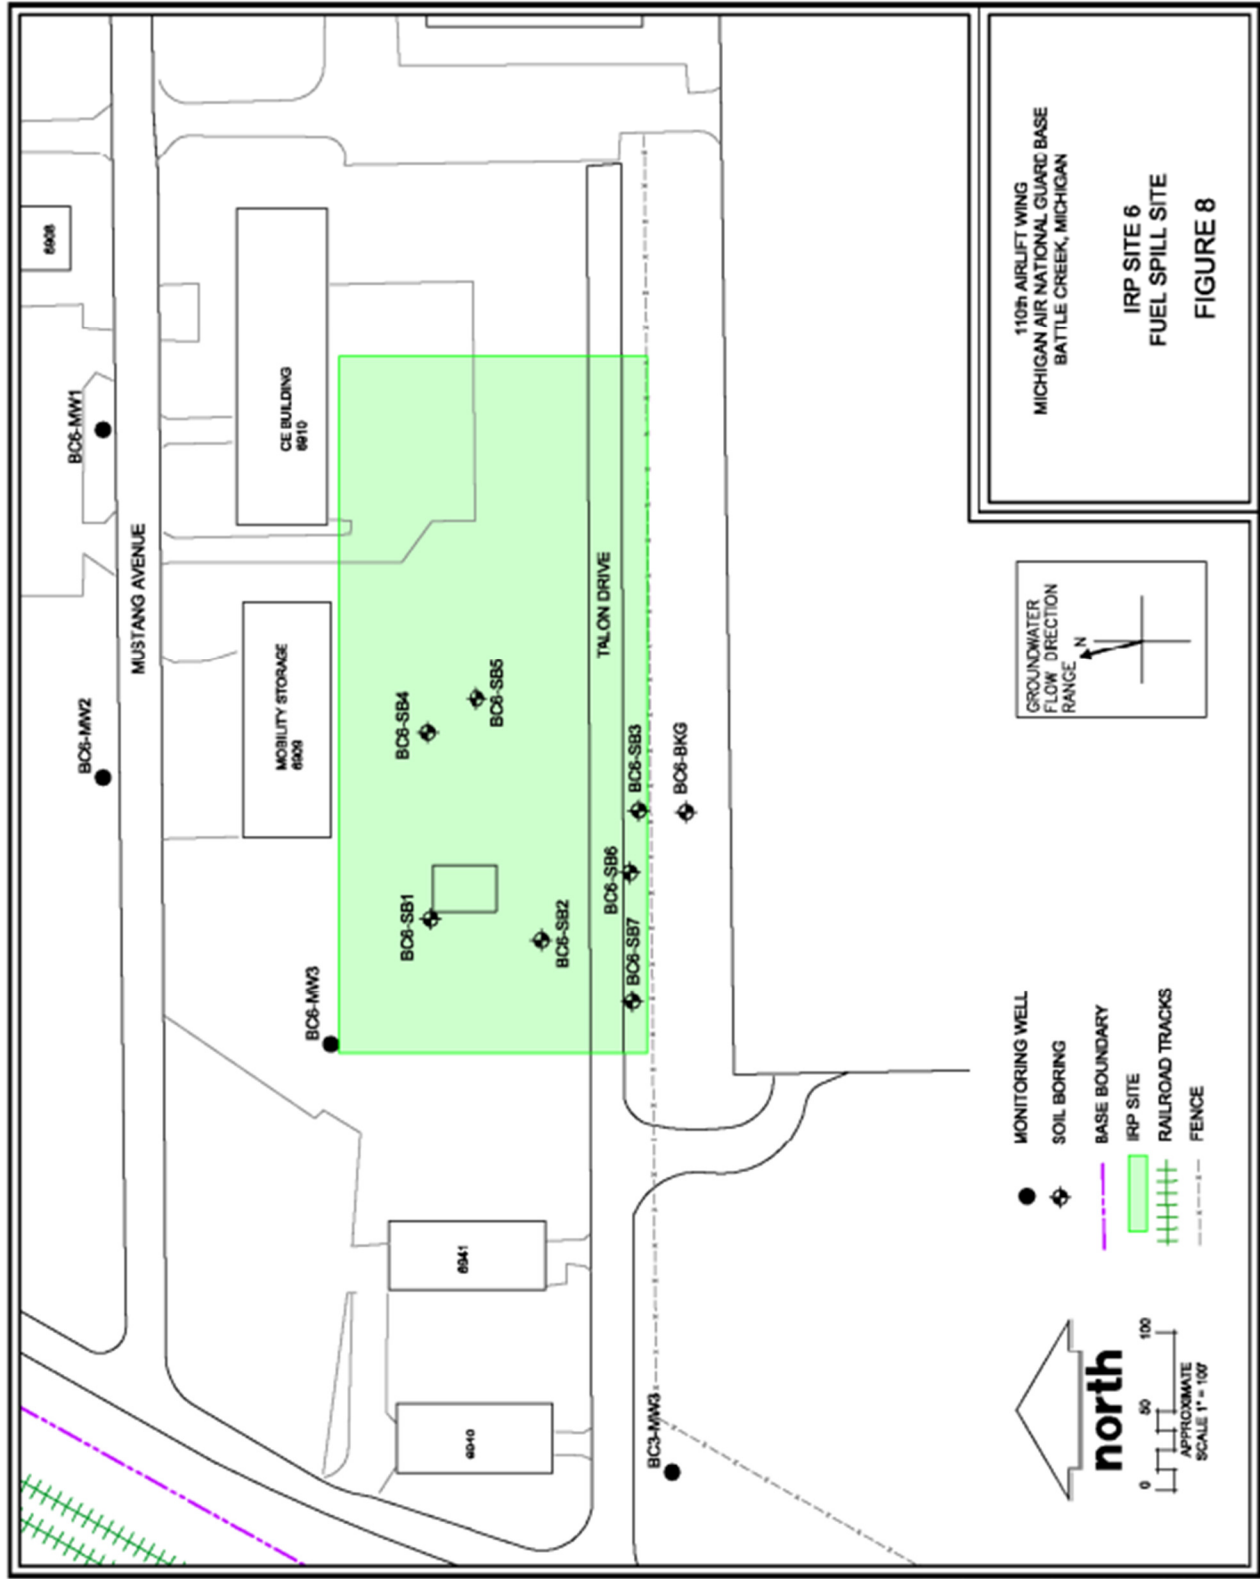 6908
BC6-MW1
CE BUILDING
6910
MUSTANG AVENUE
BC6-MW2
MOBILITY STORAGE
6909
TALON DRIVE
BC6-SB4
BC6-SB5
BC6-SB3
BC6-BKG
BC6-SB6
BC6-SB1
BC6-SB2
BC6-SB7
BC6-MW3
6941
6940
BC3-MW3
110th AIRLIFT WING
MICHIGAN AIR NATIONAL GUARD BASE
BATTLE CREEK, MICHIGAN
IRP SITE 6
FUEL SPILL SITE
FIGURE 8
GROUNDWATER
FLOW DIRECTION
RANGE
N
MONITORING WELL
SOIL BORING
BASE BOUNDARY
IRP SITE
RAILROAD TRACKS
FENCE
north
0 50 100
APPROXIMATE
SCALE 1" = 100'